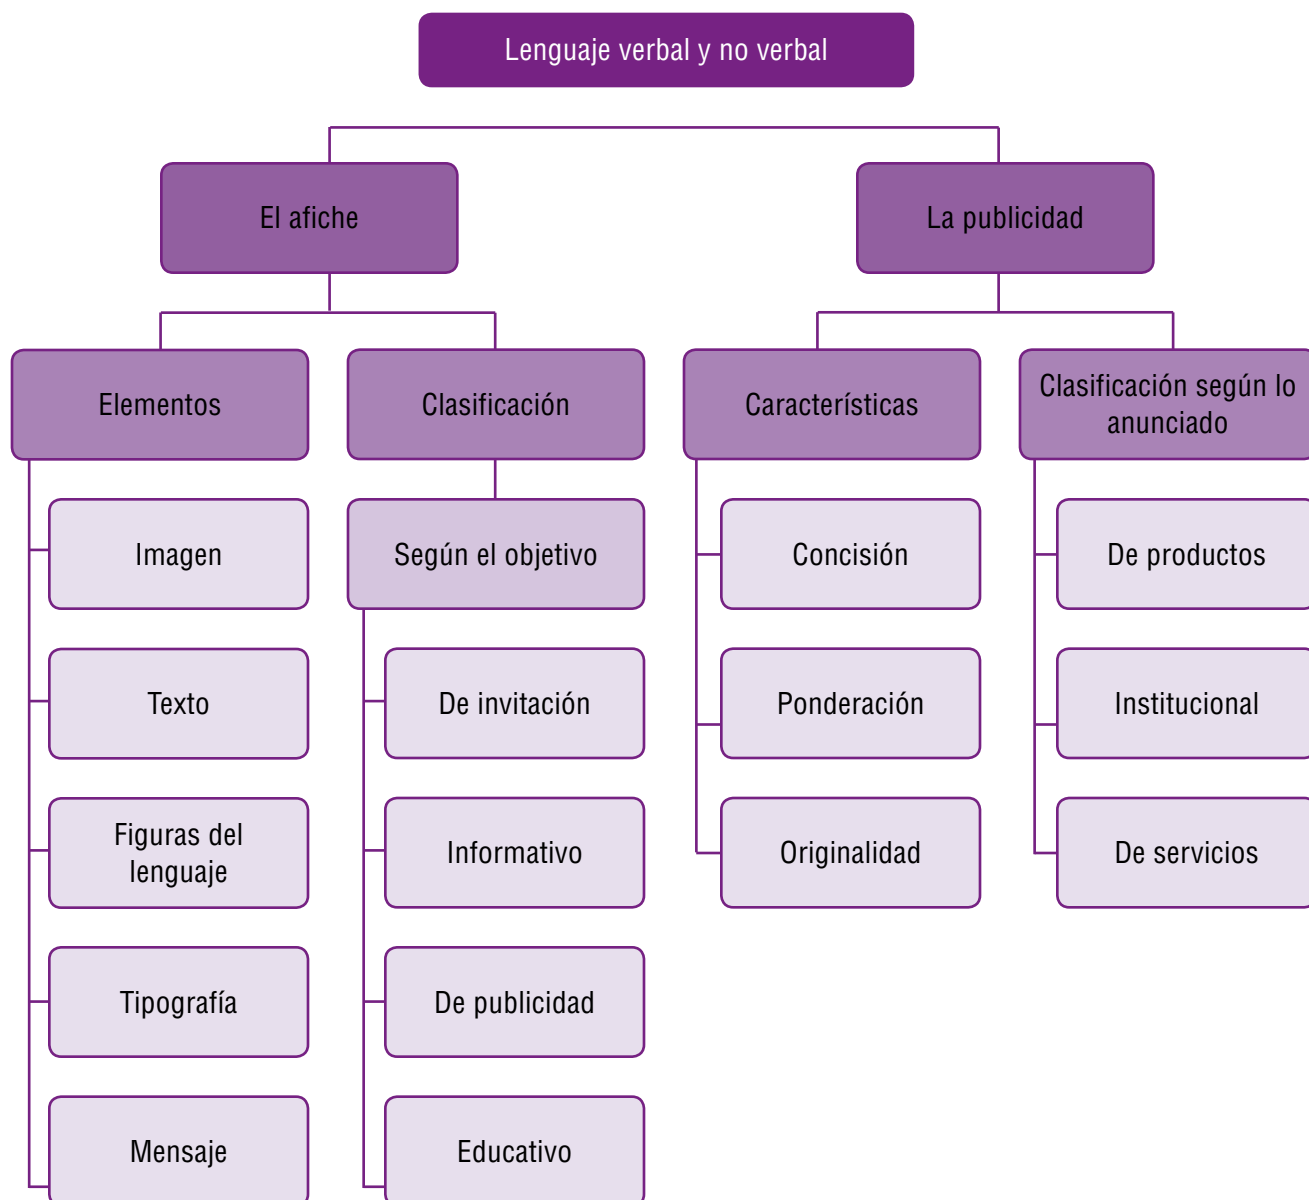 Lenguaje verbal y no verbal
El afiche
La publicidad
Elementos
Clasificación
Características
Clasificación según lo
anunciado
Imagen
Según el objetivo
Concisión
De productos
Texto
De invitación
Ponderación
Institucional
Figuras del
lenguaje
Informativo
Originalidad
De servicios
Tipografía
De publicidad
Mensaje
Educativo